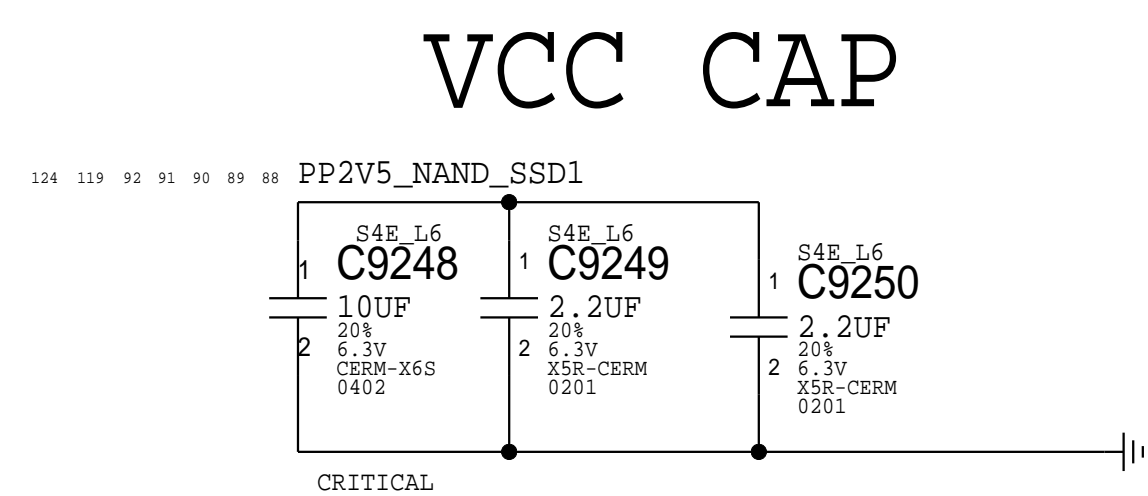 VCC CAP
124 119 92 91 90 89 88 PP2V5_NAND_SSD1
S4E_L6
C9248
1
10UF
20%
2
6.3V
CERM-X6S
0402
S4E_L6
C9249
1
2.2UF
20%
2
6.3V
X5R-CERM
0201
S4E_L6
C9250
1
2.2UF
20%
2
6.3V
X5R-CERM
0201
CRITICAL